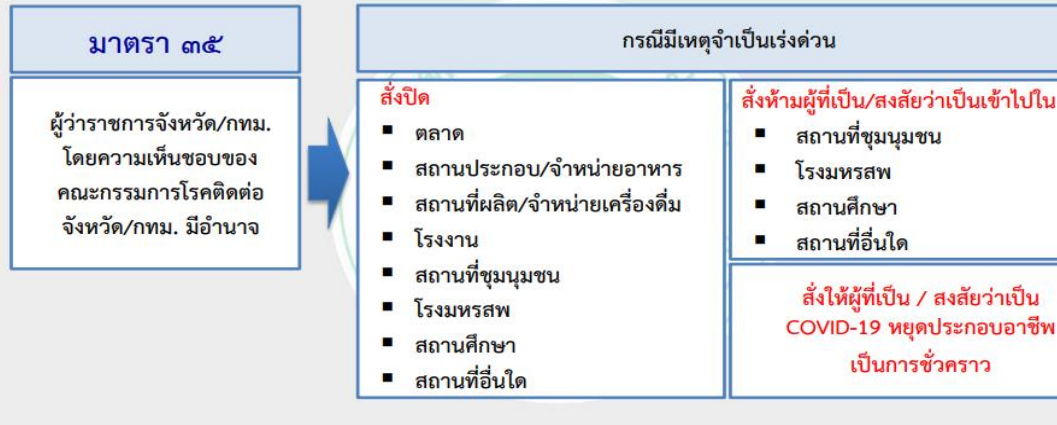 มาตรา ๓๕
ผู้ว่าราชการจังหวัด/กทม.
โดยความเห็นชอบของ
คณะกรรมการโรคติดต่อ
จังหวัด/กทม. มีอำนาจ
กรณีมีเหตุจำเป็นเร่งด่วน
สั่งปิด
▪ ตลาด
▪ สถานประกอบ/จำหน่ายอาหาร
▪ สถานที่ผลิต/จำหน่ายเครื่องดื่ม
▪ โรงงาน
▪ สถานที่ชุมนุมชน
▪ โรงมหรสพ
▪ สถานศึกษา
▪ สถานที่อื่นใด
สั่งห้ามผู้ที่เป็น/สงสัยว่าเป็นเข้าไปใน
▪ สถานที่ชุมนุมชน
▪ โรงมหรสพ
▪ สถานศึกษา
▪ สถานที่อื่นใด
สั่งให้ผู้ที่เป็น / สงสัยว่าเป็น
COVID-19 หยุดประกอบอาชีพ
เป็นการชั่วคราว